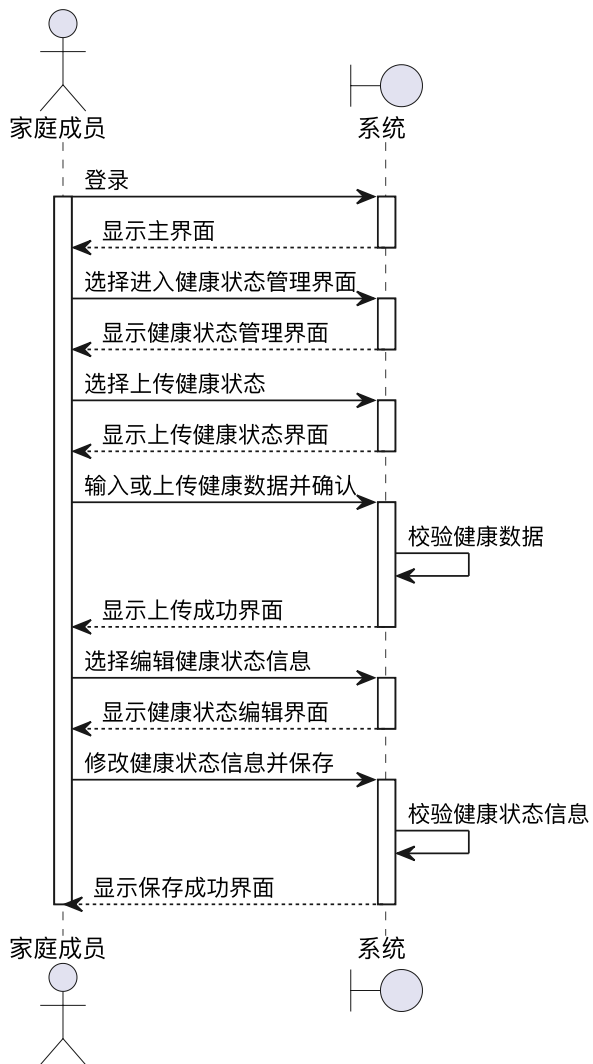 家庭成员
系统
登录
显示主界面
选择进入健康状态管理界面
显示健康状态管理界面
选择上传健康状态
显示上传健康状态界面
输入或上传健康数据并确认
校验健康数据
显示上传成功界面
选择编辑健康状态信息
显示健康状态编辑界面
修改健康状态信息并保存
校验健康状态信息
显示保存成功界面
家庭成员
系统